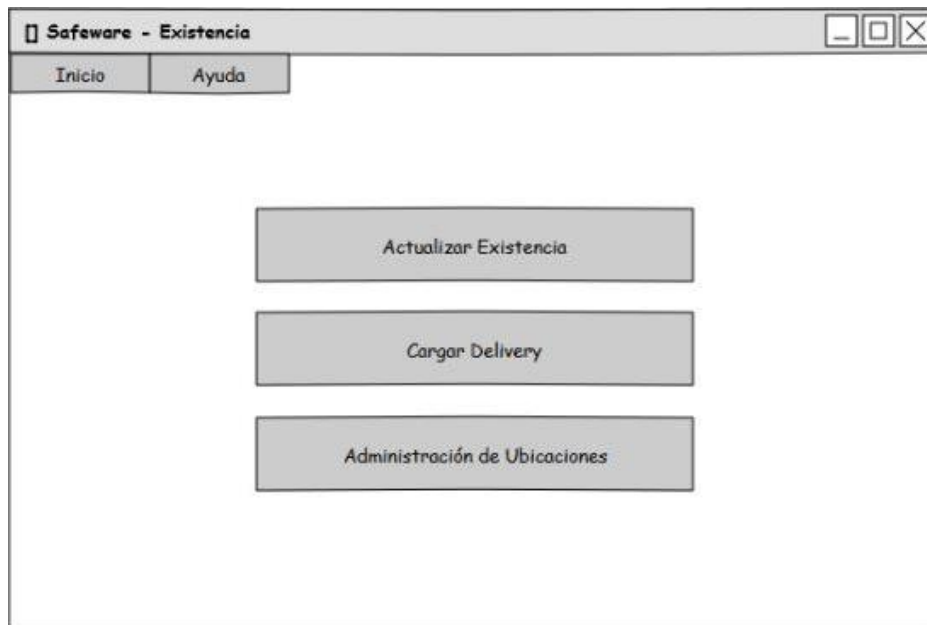 [] Safeware - Existencia
Inicio Ayuda
Actualizar Existencia
Cargar Delivery
Administración de Ubicaciones